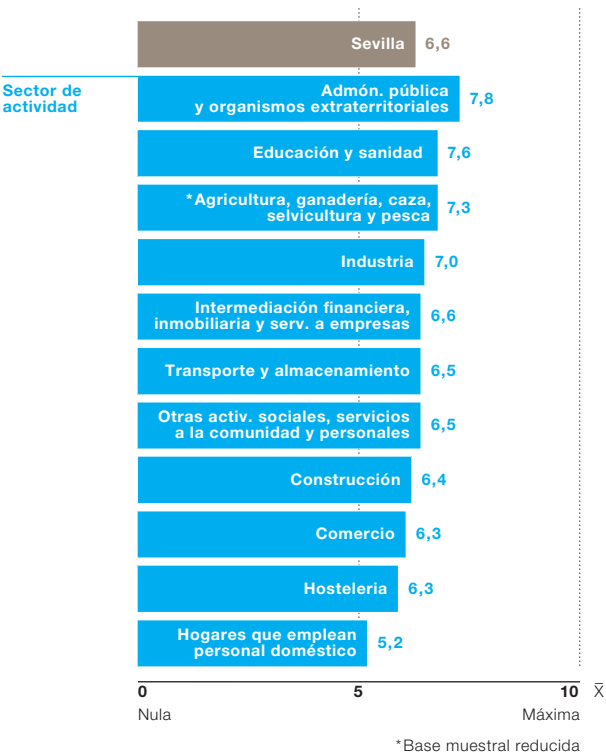 Sevilla 6,6
Sector de
actividad
Admón. pública
y organismos extraterritoriales 7,8
Educación y sanidad 7,6
*Agricultura, ganadería, caza,
selvicultura y pesca 7,3
Industria 7,0
Intermediación financiera,
inmobiliaria y serv. a empresas 6,6
Transporte y almacenamiento 6,5
Otras activ. sociales, servicios
a la comunidad y personales 6,5
Construcción 6,4
Comercio 6,3
Hosteleria 6,3
Hogares que emplean
personal doméstico 5,2
0 5 10 X̅
Nula Máxima
*Base muestral reducida